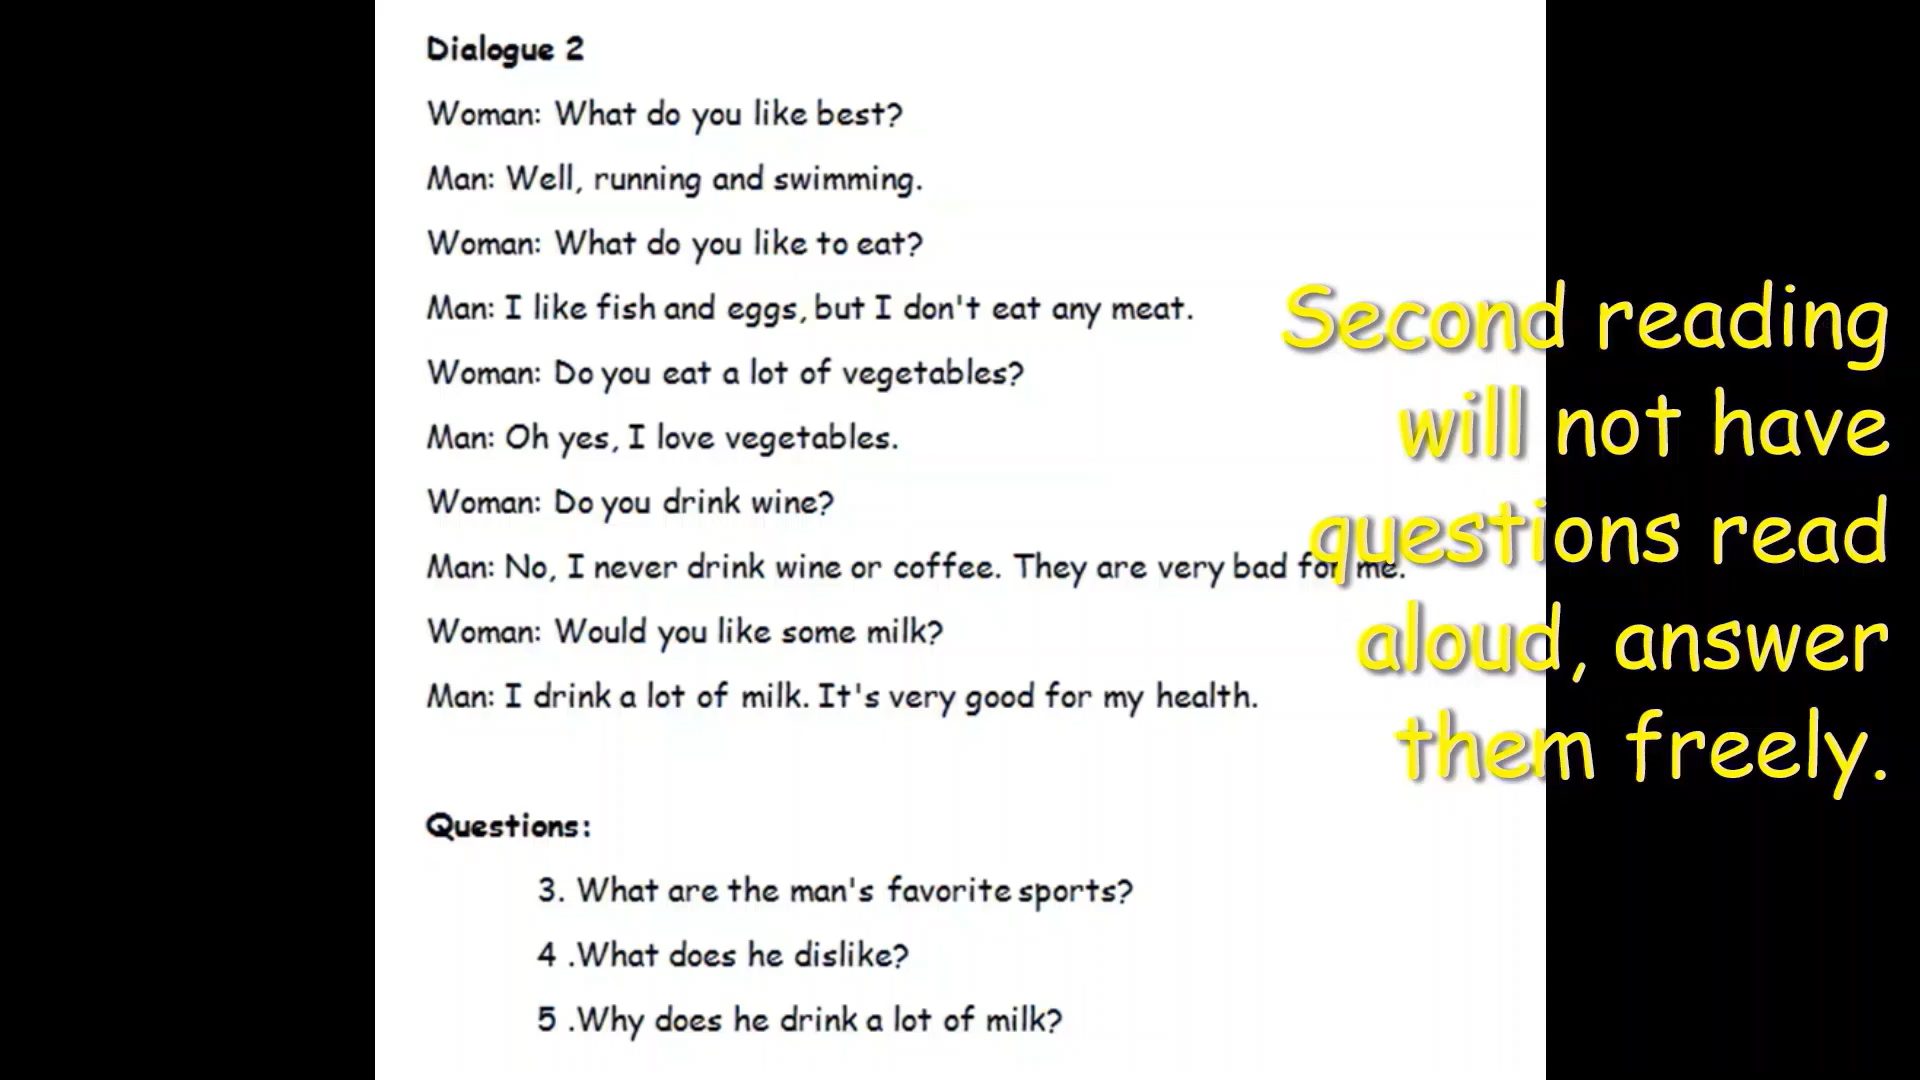 Dialogue 2
Woman: What do you like best?
Man: Well, running and swimming.
Woman: What do you like to eat?
Man: I like fish and eggs, but I don't eat any meat.
Woman: Do you eat a lot of vegetables?
Man: Oh yes, I love vegetables.
Woman: Do you drink wine?
Man: No, I never drink wine or coffee. They are very bad for me.
Woman: Would you like some milk?
Man: I drink a lot of milk. It's very good for my health.
Questions:
3. What are the man's favorite sports?
4 .What does he dislike?
5 .Why does he drink a lot of milk?
Second reading
will not have
questions read
aloud, answer
them freely.